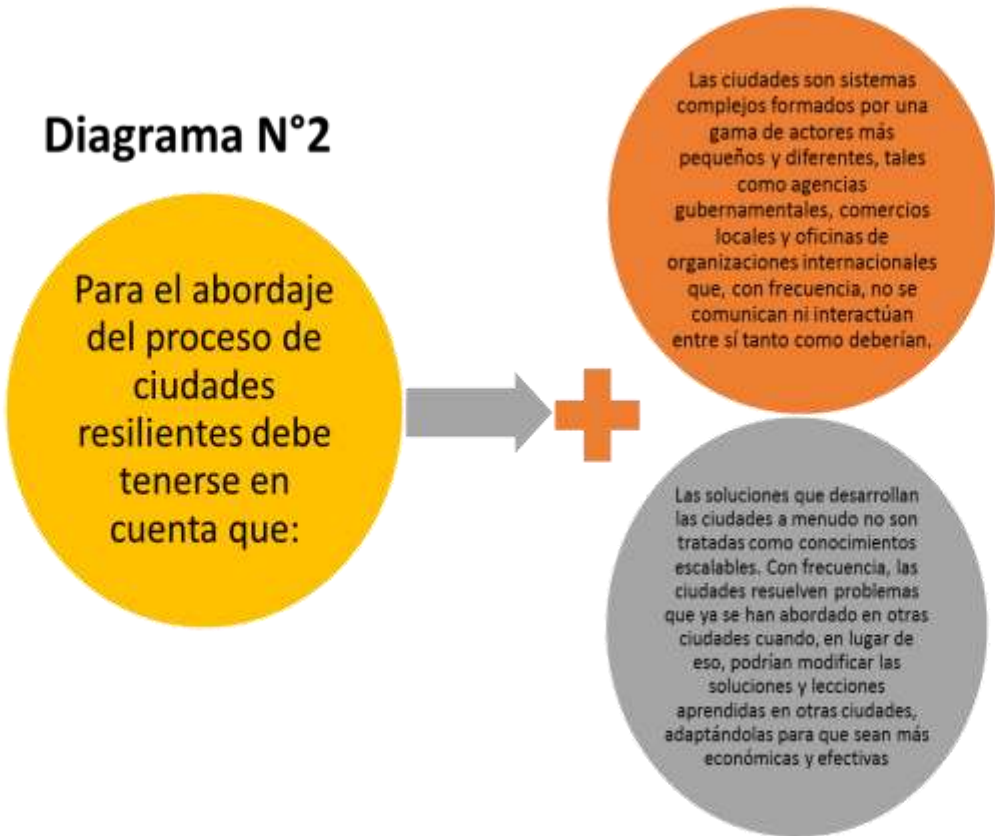 Diagrama N°2
Para el abordaje
del proceso de
ciudades
resilientes debe
tenerse en
cuenta que:
Las ciudades son sistemas
complejos formados por una
gama de actores más
pequeños y diferentes, tales
como agencias
gubernamentales, comercios
locales y oficinas de
organizaciones internacionales
que, con frecuencia, no se
comunican ni interactúan
entre sí tanto como deberían.
Las soluciones que desarrollan
las ciudades a menudo no son
tratadas como conocimientos
escalables. Con frecuencia, las
ciudades resuelven problemas
que ya se han abordado en otras
ciudades cuando, en lugar de
eso, podrían modificar las
soluciones y lecciones
aprendidas en otras ciudades,
adaptándolas para que sean más
económicas y efectivas